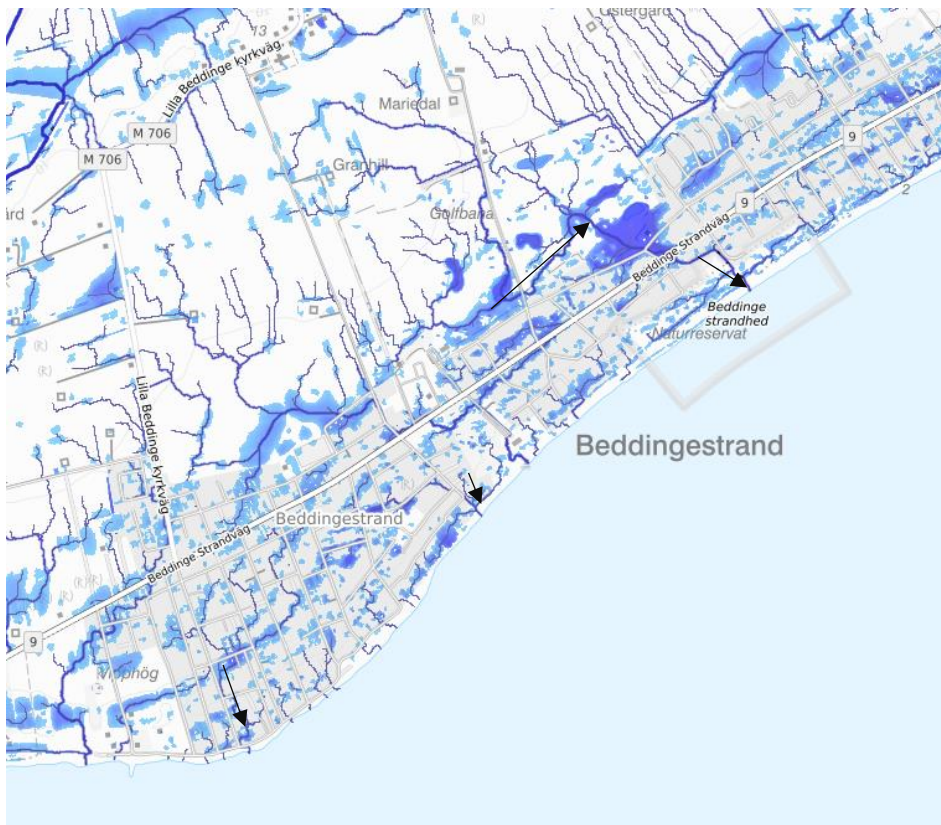 Östergård
13
Lilla Beddinge kyrkväg
Mariedal
M 706
9
M 706
Granhill
(R)
9
2
Golfbana
Beddinge Strandväg
Beddinge
strandhed
Naturreservat
(R)
(R)
Lilla Beddinge kyrkväg
Beddingestrand
(R)
Beddingestrand
Beddinge Strandväg
(R)(R)
(R)
9